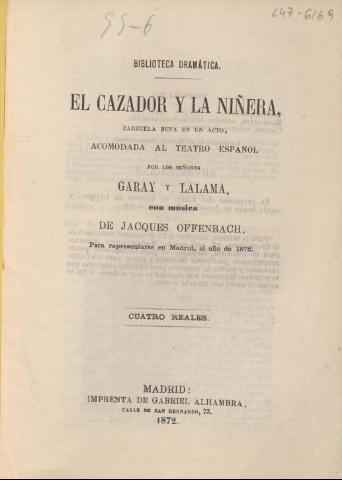 99-6
L47-6169
BIBLIOTECA DRAMÁTICA.
EL CAZADOR Y LA NIÑERA,
ZARZUELA BUFA EN UN ACTO,
ACOMODADA AL TEATRO ESPAÑOL
POR LOS SEÑORES
GARAY Y LALAMA,
con música
DE JACQUES OFFENBACH.
Para representarse en Madrid, el año de 1872.
CUATRO REALES.
MADRID:
IMPRENTA DE GABRIEL ALHAMBRA,
CALLE DE SAN BERNARDO, 73.
1872.